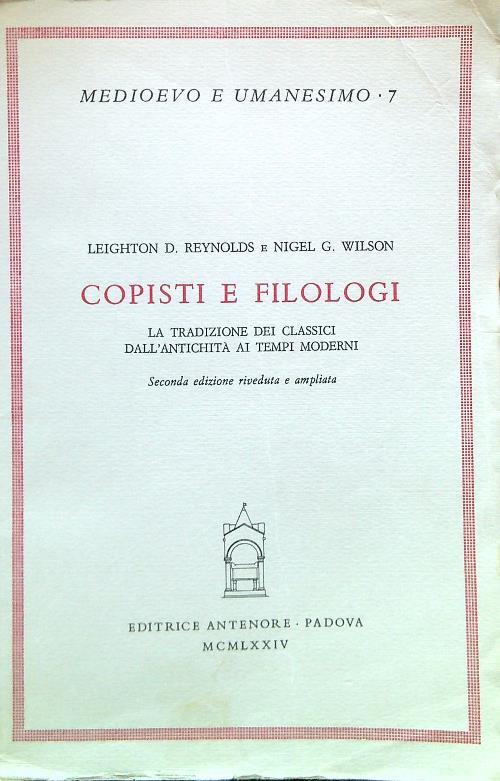 MEDIOEVO E UMANESIMO · 7
LEIGHTON D. REYNOLDS E NIGEL G. WILSON
COPISTI E FILOLOGI
LA TRADIZIONE DEI CLASSICI
DALL'ANTICHITÀ AI TEMPI MODERNI
Seconda edizione riveduta e ampliata
EDITRICE ANTENORE · PADOVA
MCMLXXIV